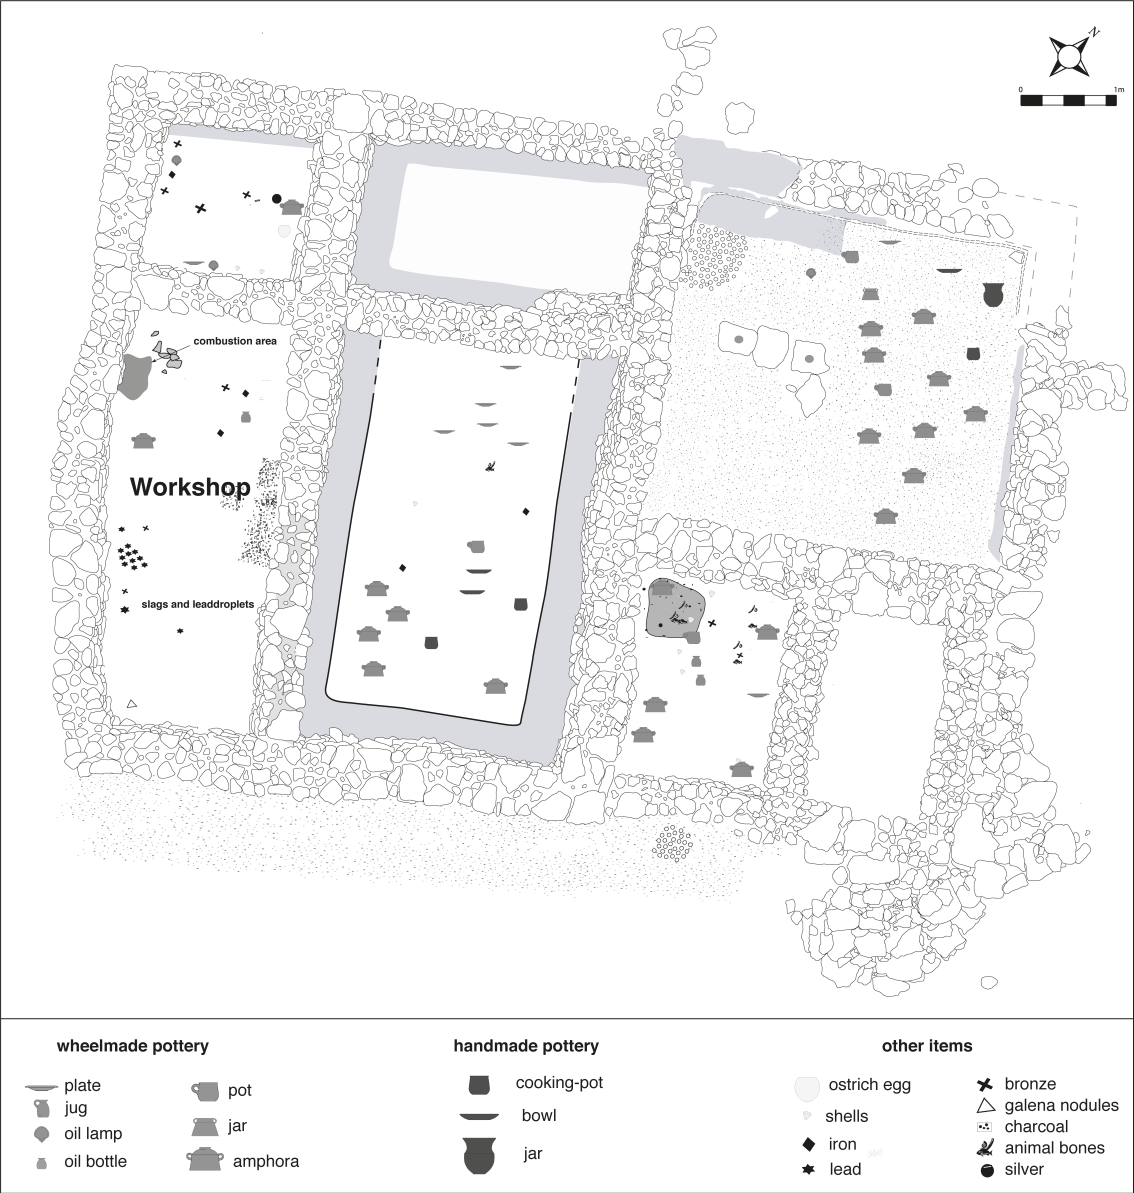 N
0 1m
combustion area
Workshop
slags and leaddroplets
wheelmade pottery
plate
jug
oil lamp
oil bottle
pot
jar
amphora
handmade pottery
cooking-pot
bowl
jar
other items
ostrich egg
shells
iron
lead
bronze
galena nodules
charcoal
animal bones
silver